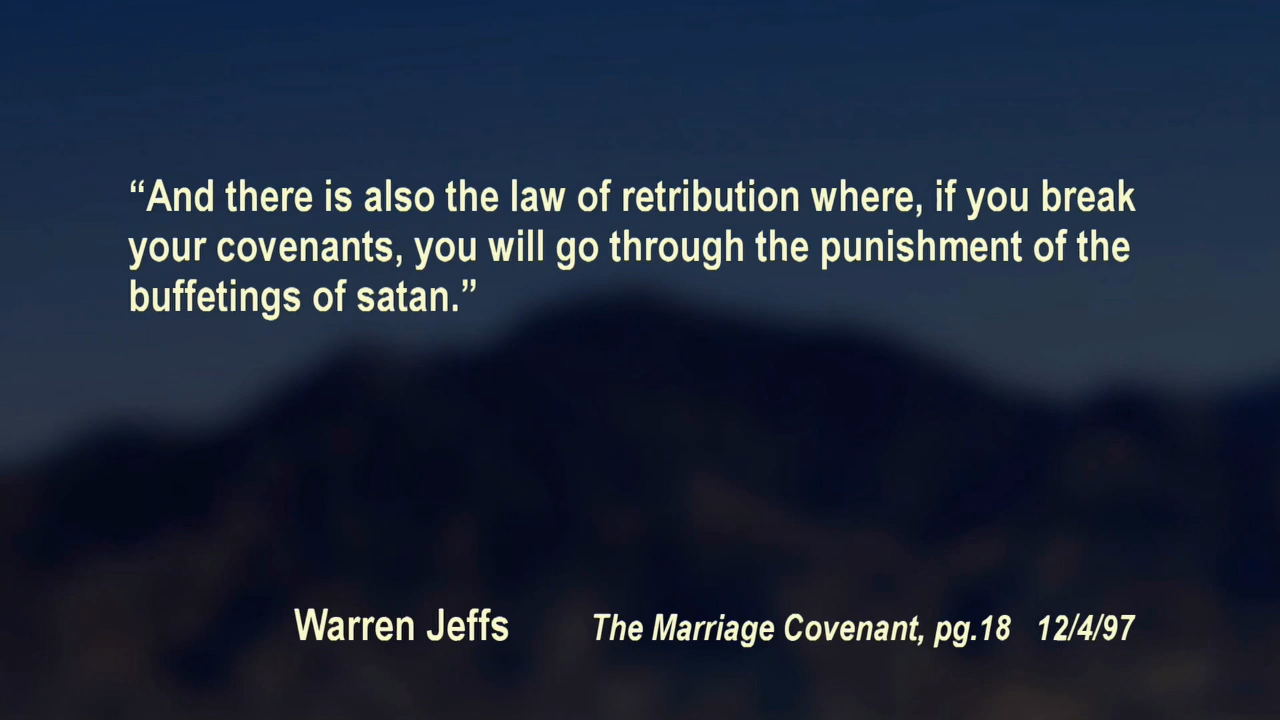 “And there is also the law of retribution where, if you break
your covenants, you will go through the punishment of the
buffetings of satan.”
Warren Jeffs The Marriage Covenant, pg.18 12/4/97